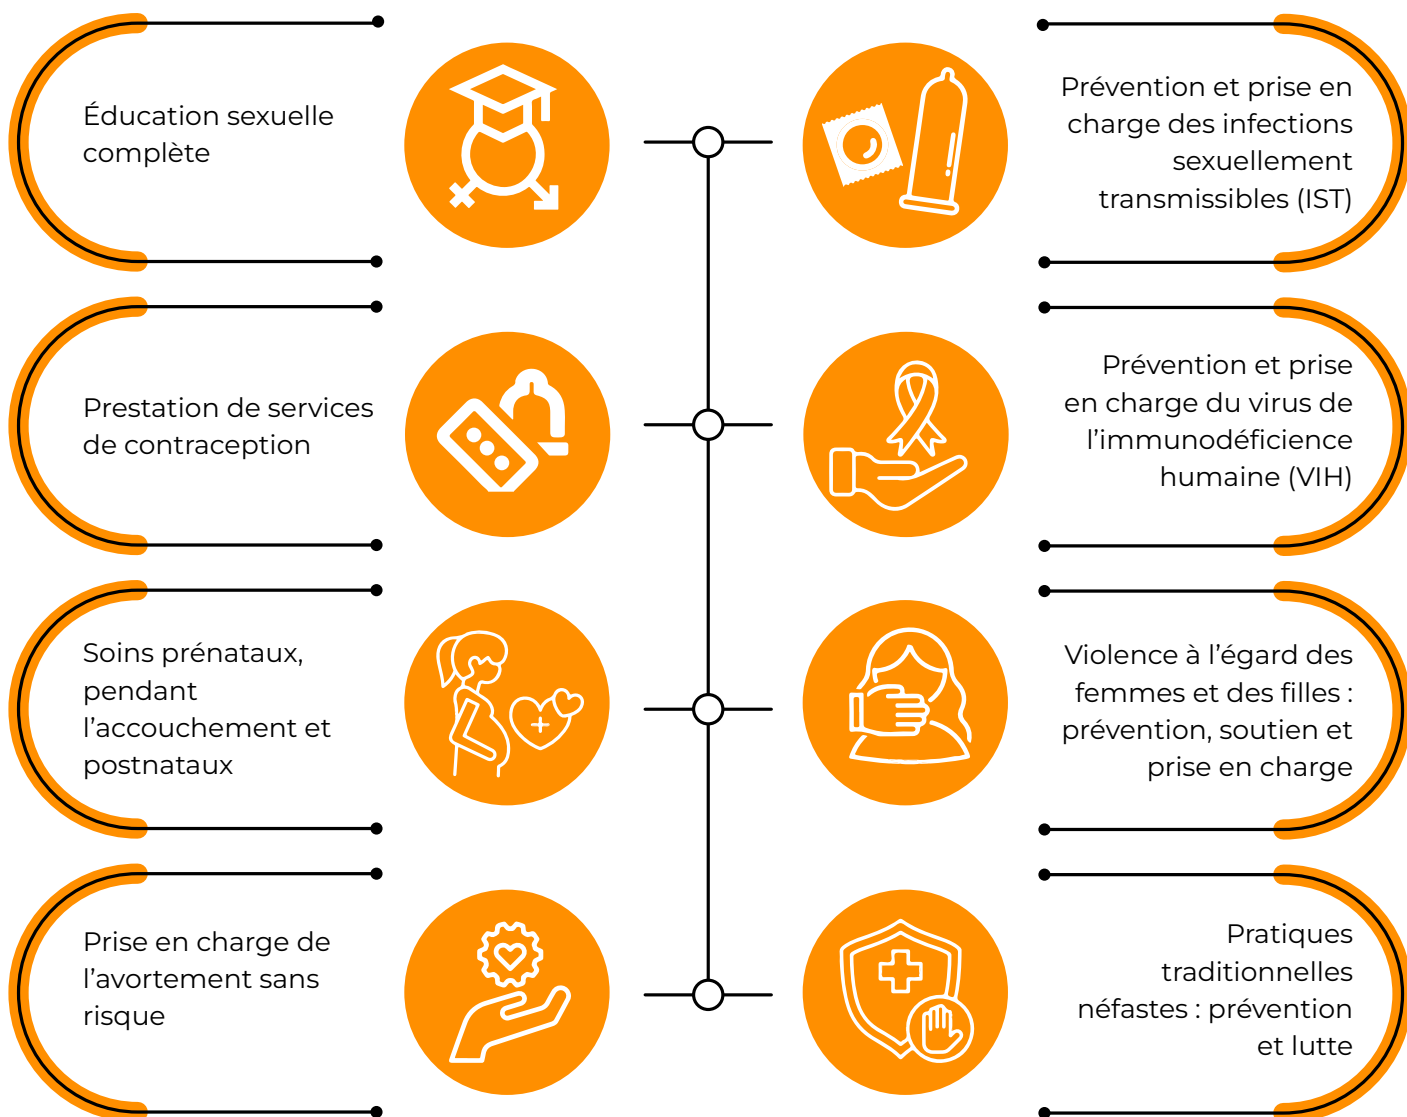 Éducation sexuelle
complète
Prévention et prise en
charge des infections
sexuellement
transmissibles (IST)
Prestation de services
de contraception
Prévention et prise
en charge du virus de
l’immunodéficience
humaine (VIH)
Soins prénataux,
pendant
l’accouchement et
postnataux
Violence à l’égard des
femmes et des filles :
prévention, soutien et
prise en charge
Prise en charge de
l’avortement sans
risque
Pratiques
traditionnelles
néfastes : prévention
et lutte